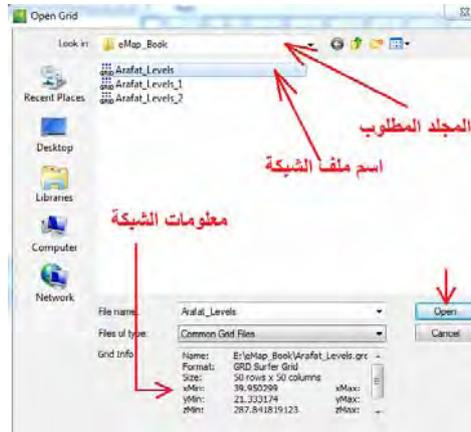 Open Grid
Look in:
eMap_Book
Arafat_Levels
Arafat_Levels_1
Arafat_Levels_2
Recent Places
المجلد المطلوب
Desktop
اسم ملف الشبكة
Libraries
معلومات الشبكة
Computer
Network
File name:
Arafat_Levels
Open
Files of type:
Common Grid Files
Cancel
Grid Info:
Name: E:\eMap_Book\Arafat_Levels.grd
Format: GRD Surfer Grid
Size: 50 rows x 50 columns
xMin: 39.950299 xMax:
yMin: 21.333174 yMax:
zMin: 287.841819123 zMax: